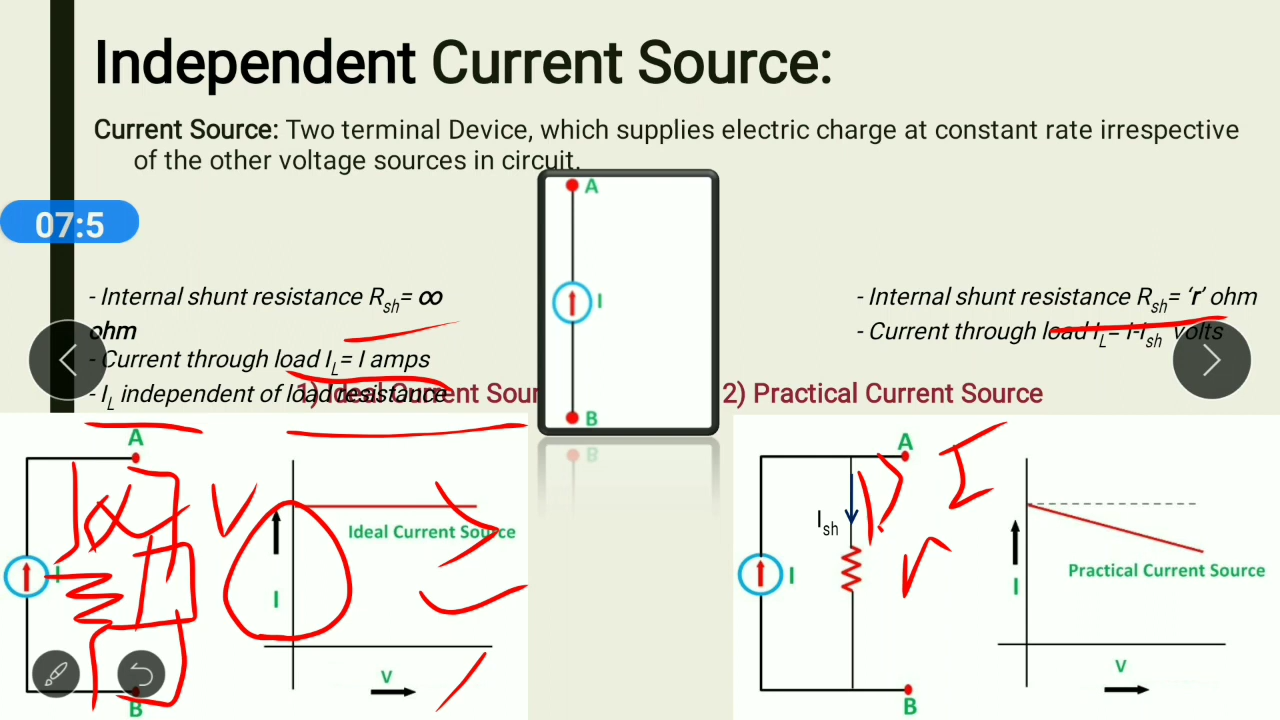 Independent Current Source:
Current Source: Two terminal Device, which supplies electric charge at constant rate irrespective
of the other voltage sources in circuit.
07:5
A
I
B
B
- Internal shunt resistance Rsh= ∞
ohm
- Current through load IL= I amps
- IL independent of load resistance
1) Ideal Current Sour
- Internal shunt resistance Rsh= ‘r’ ohm
- Current through load IL= I-Ish volts
2) Practical Current Source
A
I
B
V
Ideal Current Source
I
V
A
Ish
I
B
I
Practical Current Source
I
V